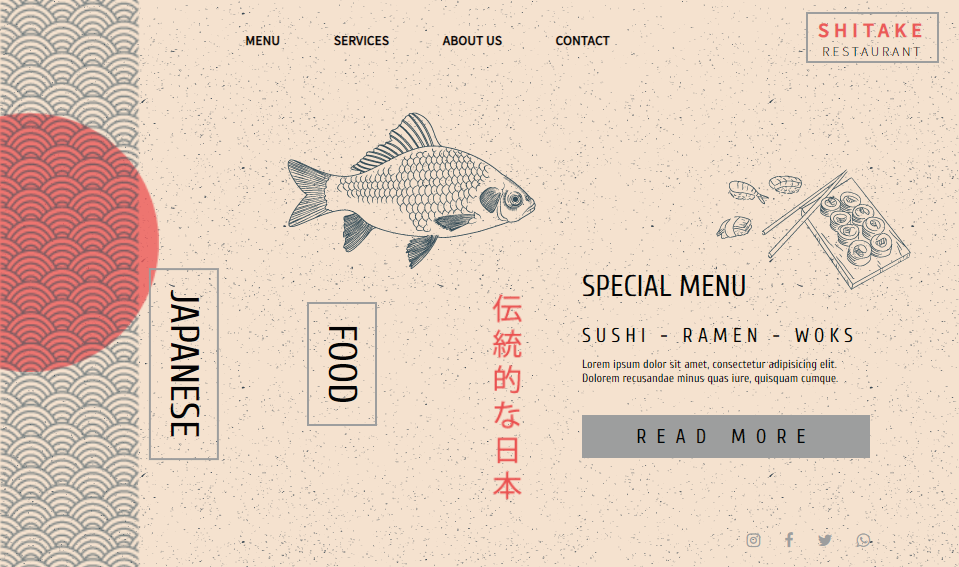 MENU
SERVICES
ABOUT US
CONTACT
SHITAKE
RESTAURANT
JAPANESE
FOOD
伝統的な日本
SPECIAL MENU
SUSHI - RAMEN - WOKS
Lorem ipsum dolor sit amet, consectetur adipisicing elit.
Dolorem recusandae minus quas iure, quisquam cumque.
READ MORE